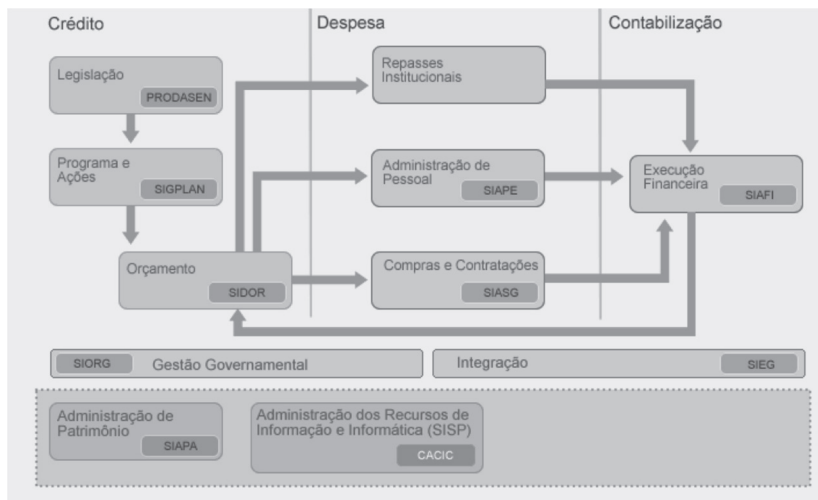 Crédito
Despesa
Contabilização
Legislação
PRODASEN
Programa e
Ações
SIGPLAN
Orçamento
SIDOR
Repasses
Institucionais
Administração de
Pessoal
SIAPE
Compras e Contratações
SIASG
Execução
Financeira
SIAFI
SIORG
Gestão Governamental
Integração
SIEG
Administração de
Patrimônio
SIAPA
Administração dos Recursos de
Informação e Informática (SISP)
CACIC